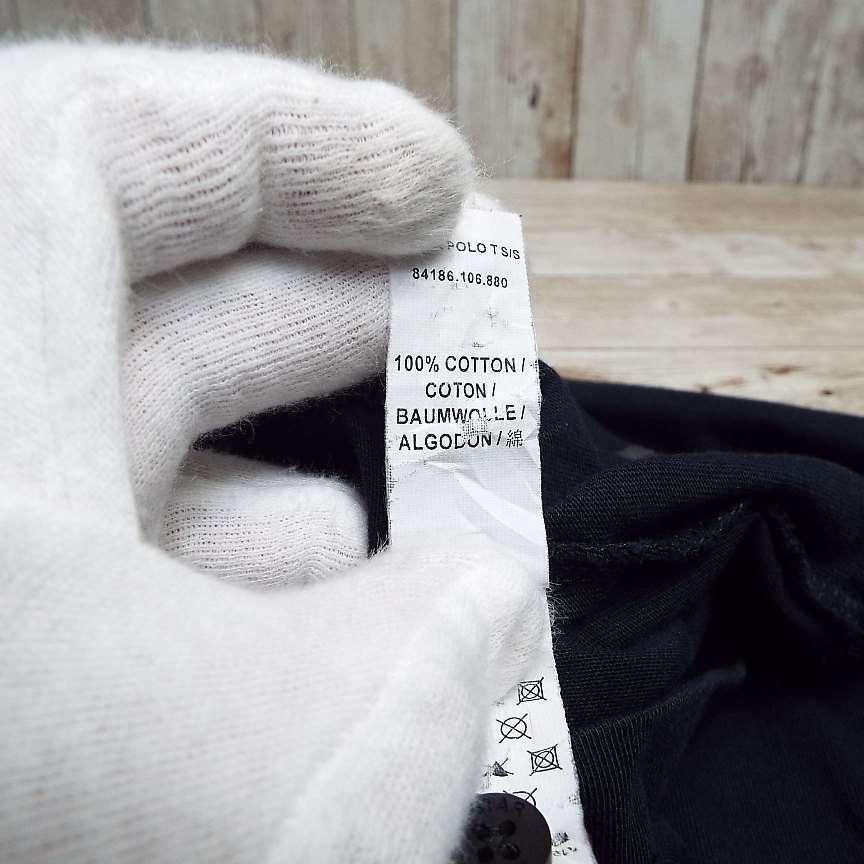 POLO T S/S
84186.106.880
100% COTTON /
COTON /
BAUMWOLLE /
ALGODON / 綿